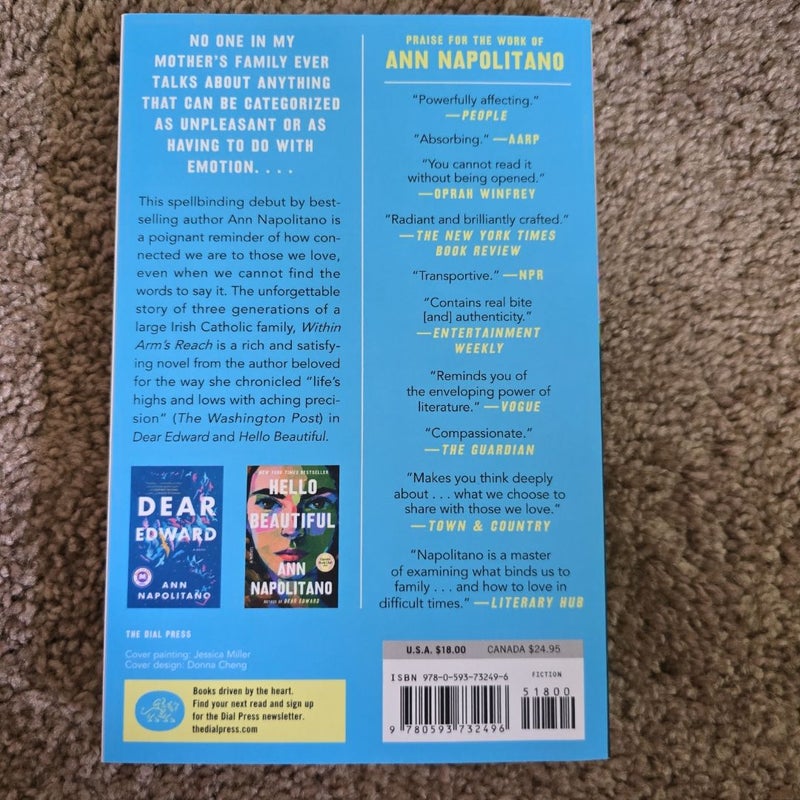 NO ONE IN MY
MOTHER'S FAMILY EVER
TALKS ABOUT ANYTHING
THAT CAN BE CATEGORIZED
AS UNPLEASANT OR AS
HAVING TO DO WITH
EMOTION. . . .
This spellbinding debut by best-
selling author Ann Napolitano is
a poignant reminder of how con-
nected we are to those we love,
even when we cannot find the
words to say it. The unforgettable
story of three generations of a
large Irish Catholic family, Within
Arm's Reach is a rich and satisfy-
ing novel from the author beloved
for the way she chronicled "life's
highs and lows with aching preci-
sion" (The Washington Post) in
Dear Edward and Hello Beautiful.
DEAR
EDWARD
ANN
NAPOLITANO
NEW YORK TIMES BESTSELLER
HELLO
BEAUTIFUL
ANN
NAPOLITANO
AUTHOR OF DEAR EDWARD
THE DIAL PRESS
Cover painting: Jessica Miller
Cover design: Donna Cheng
Books driven by the heart.
Find your next read and sign up
for the Dial Press newsletter.
thedialpress.com
PRAISE FOR THE WORK OF
ANN NAPOLITANO
"Powerfully affecting."
—PEOPLE
"Absorbing." —AARP
"You cannot read it
without being opened."
—OPRAH WINFREY
"Radiant and brilliantly crafted."
—THE NEW YORK TIMES
BOOK REVIEW
"Transportive." —NPR
"Contains real bite
[and] authenticity."
—ENTERTAINMENT
WEEKLY
"Reminds you of
the enveloping power of
literature." —VOGUE
"Compassionate."
—THE GUARDIAN
"Makes you think deeply
about . . . what we choose to
share with those we love."
—TOWN & COUNTRY
"Napolitano is a master
of examining what binds us to
family . . . and how to love in
difficult times." —LITERARY HUB
U.S.A. $18.00 CANADA $24.95
ISBN 978-0-593-73249-6 FICTION
51800
9 780593 732496